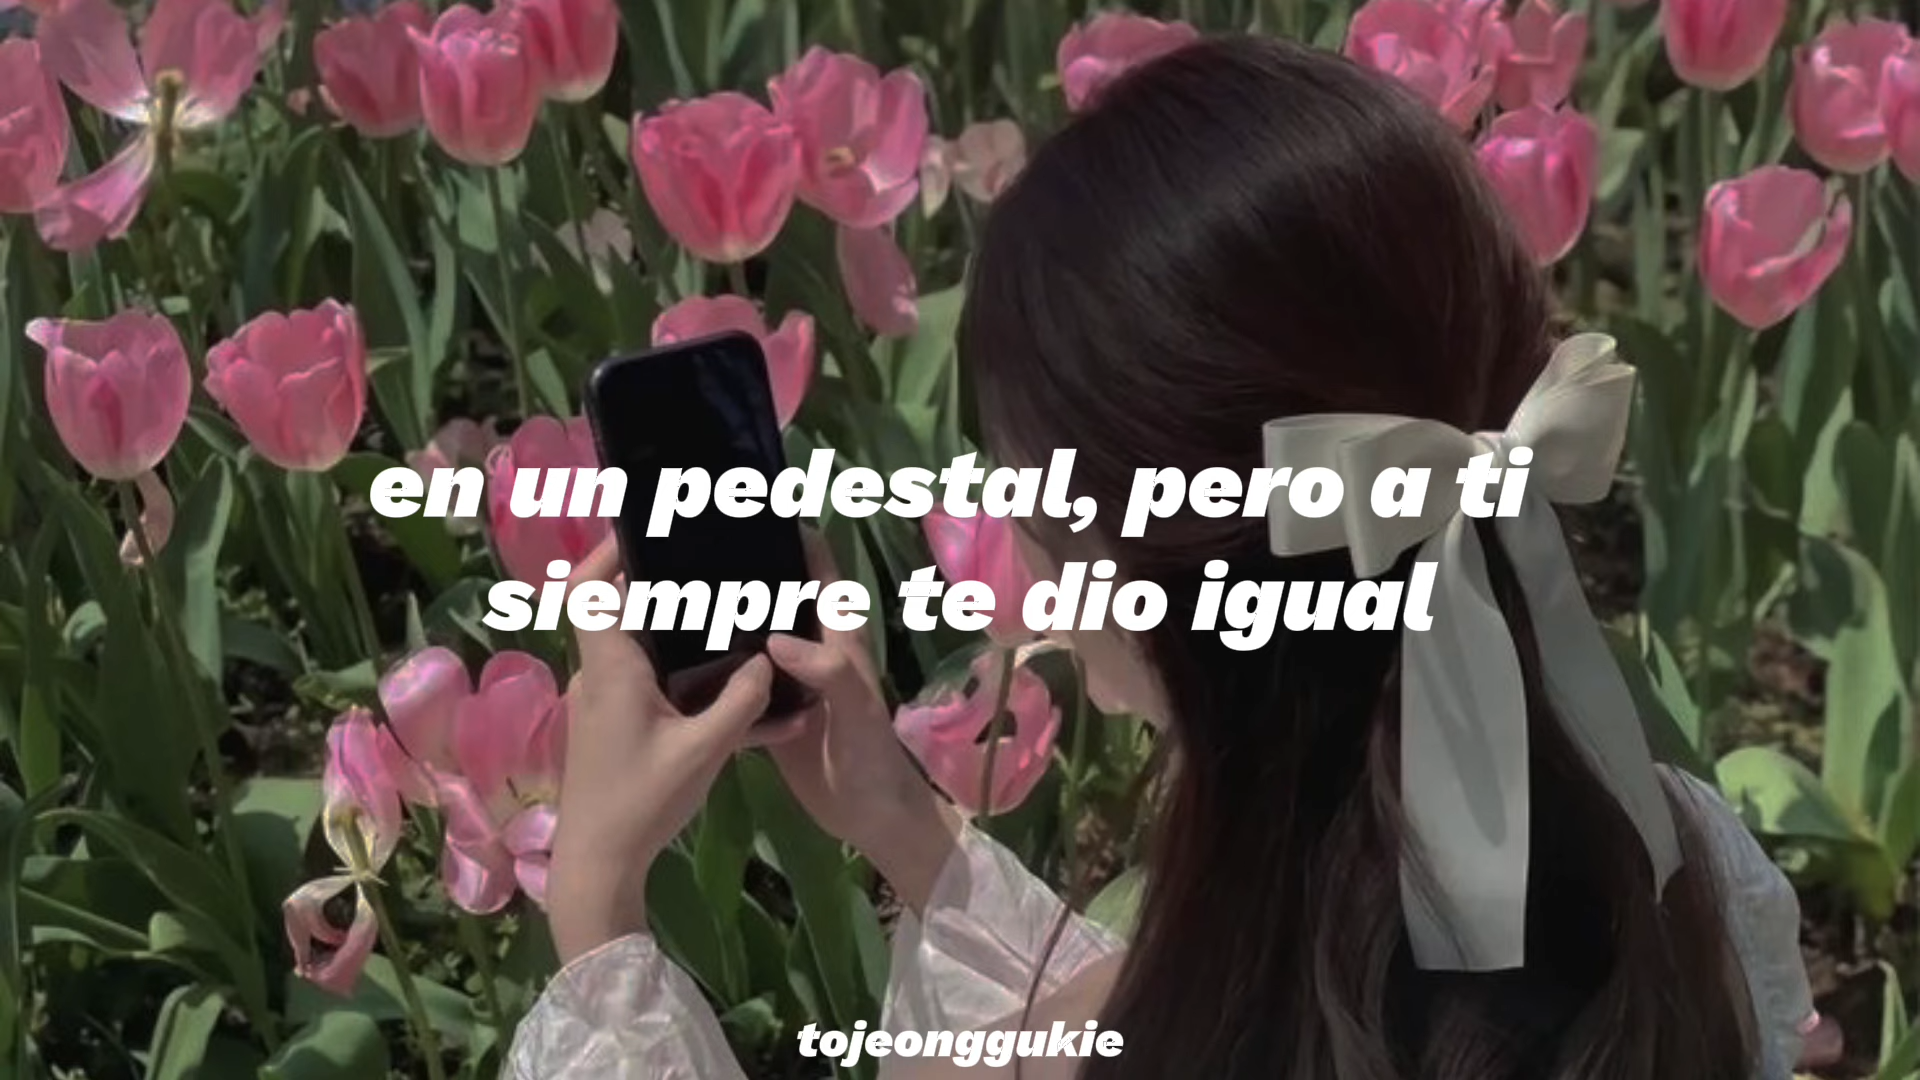 en un pedestal, pero a ti
siempre te dio igual
tojeonggukie